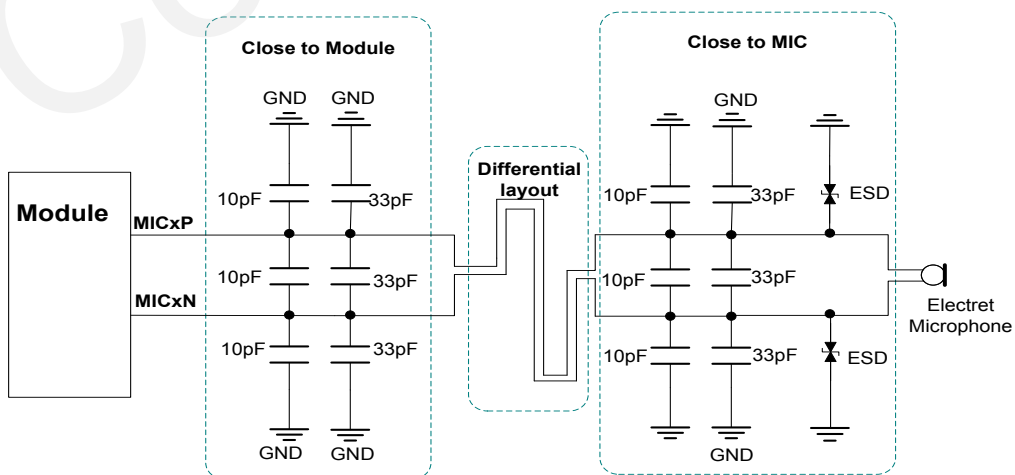 Close to Module
Close to MIC
GND GND
GND
Differential
layout
10pF 33pF
10pF 33pF
ESD
Module
MICxP
10pF 33pF
10pF 33pF
MICxN
Electret
Microphone
10pF 33pF
10pF 33pF
ESD
GND GND
GND